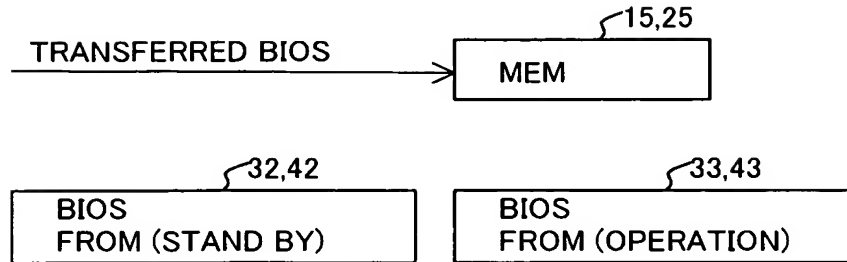 15,25
TRANSFERRED BIOS
MEM
32,42
33,43
BIOS
FROM (STAND BY)
BIOS
FROM (OPERATION)